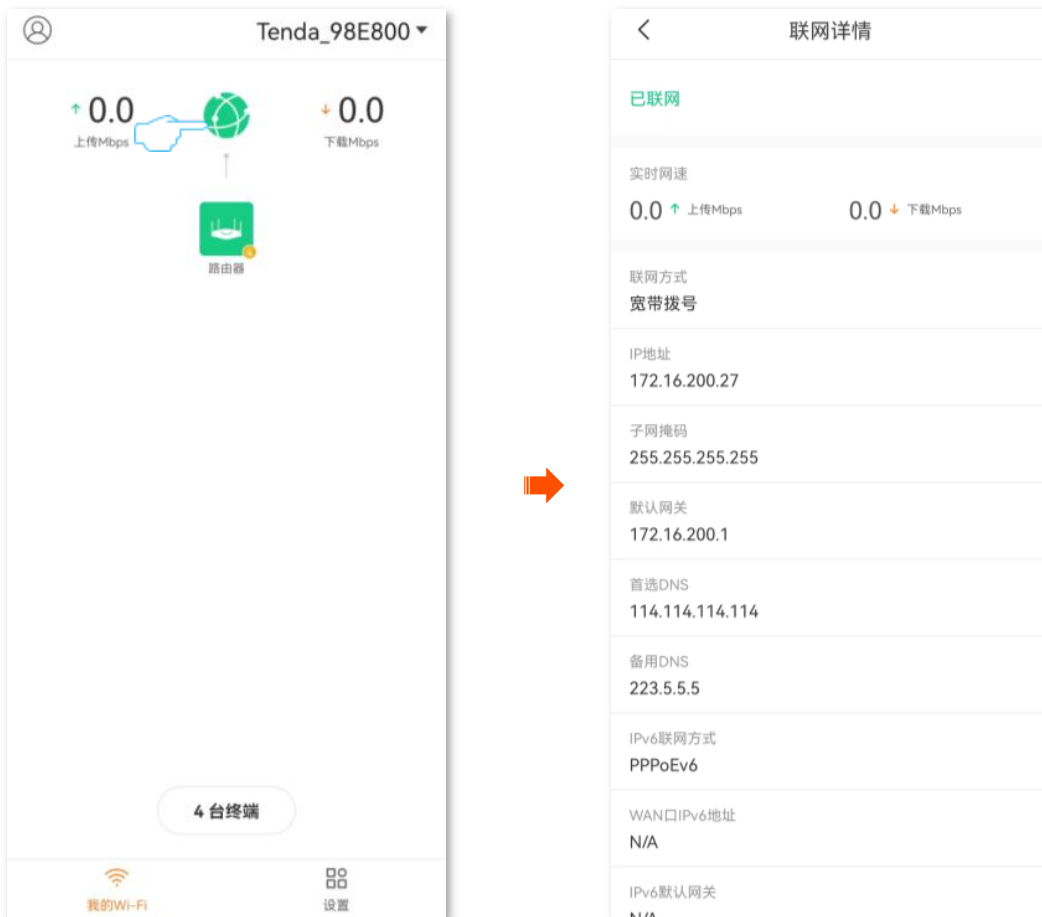 Tenda_98E800
0.0
上传Mbps
0.0
下载Mbps
路由器
4 台终端
我的Wi-Fi
设置
联网详情
已联网
实时网速
0.0 ↑ 上传Mbps
0.0 ↓ 下载Mbps
联网方式
宽带拨号
IP地址
172.16.200.27
子网掩码
255.255.255.255
默认网关
172.16.200.1
首选DNS
114.114.114.114
备用DNS
223.5.5.5
IPv6联网方式
PPPoEv6
WAN口IPv6地址
N/A
IPv6默认网关
N/A